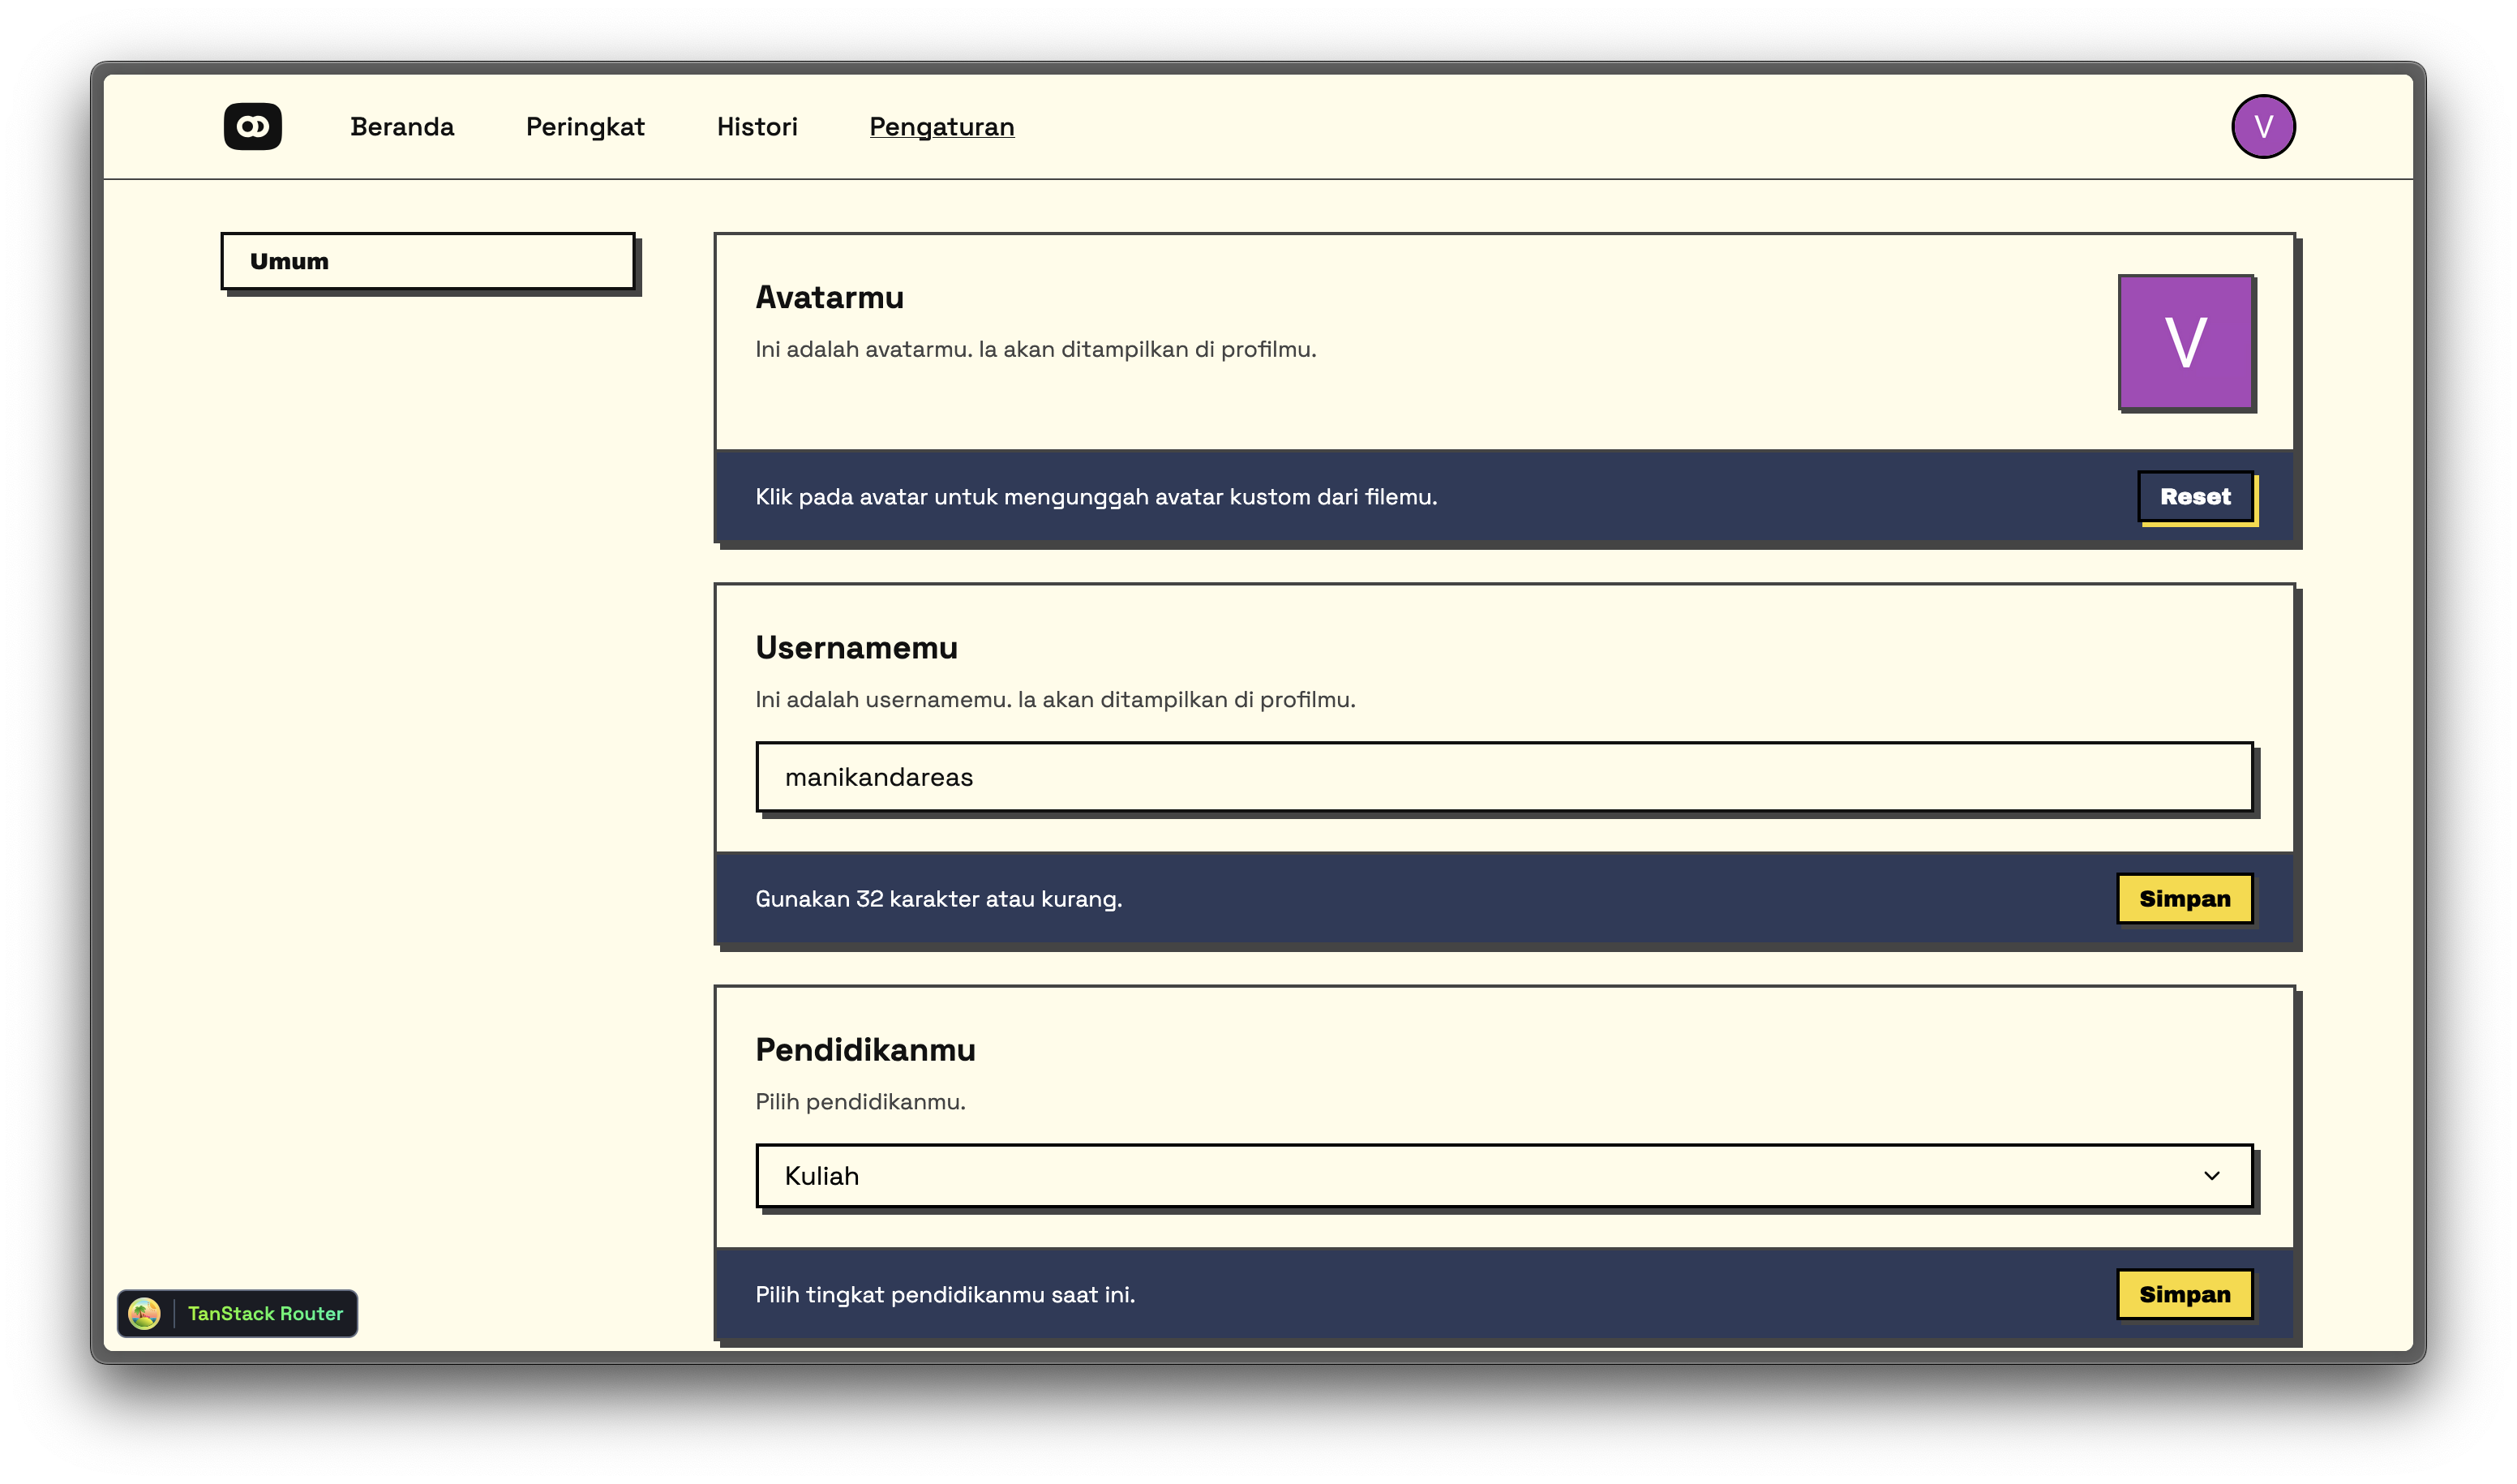 Beranda
Peringkat
Histori
Pengaturan
V
Umum
Avatarmu
Ini adalah avatarmu. Ia akan ditampilkan di profilmu.
V
Klik pada avatar untuk mengunggah avatar kustom dari filemu.
Reset
Usernamemu
Ini adalah usernamemu. Ia akan ditampilkan di profilmu.
manikandareas
Gunakan 32 karakter atau kurang.
Simpan
Pendidikanmu
Pilih pendidikanmu.
Kuliah
Pilih tingkat pendidikanmu saat ini.
Simpan
TanStack Router